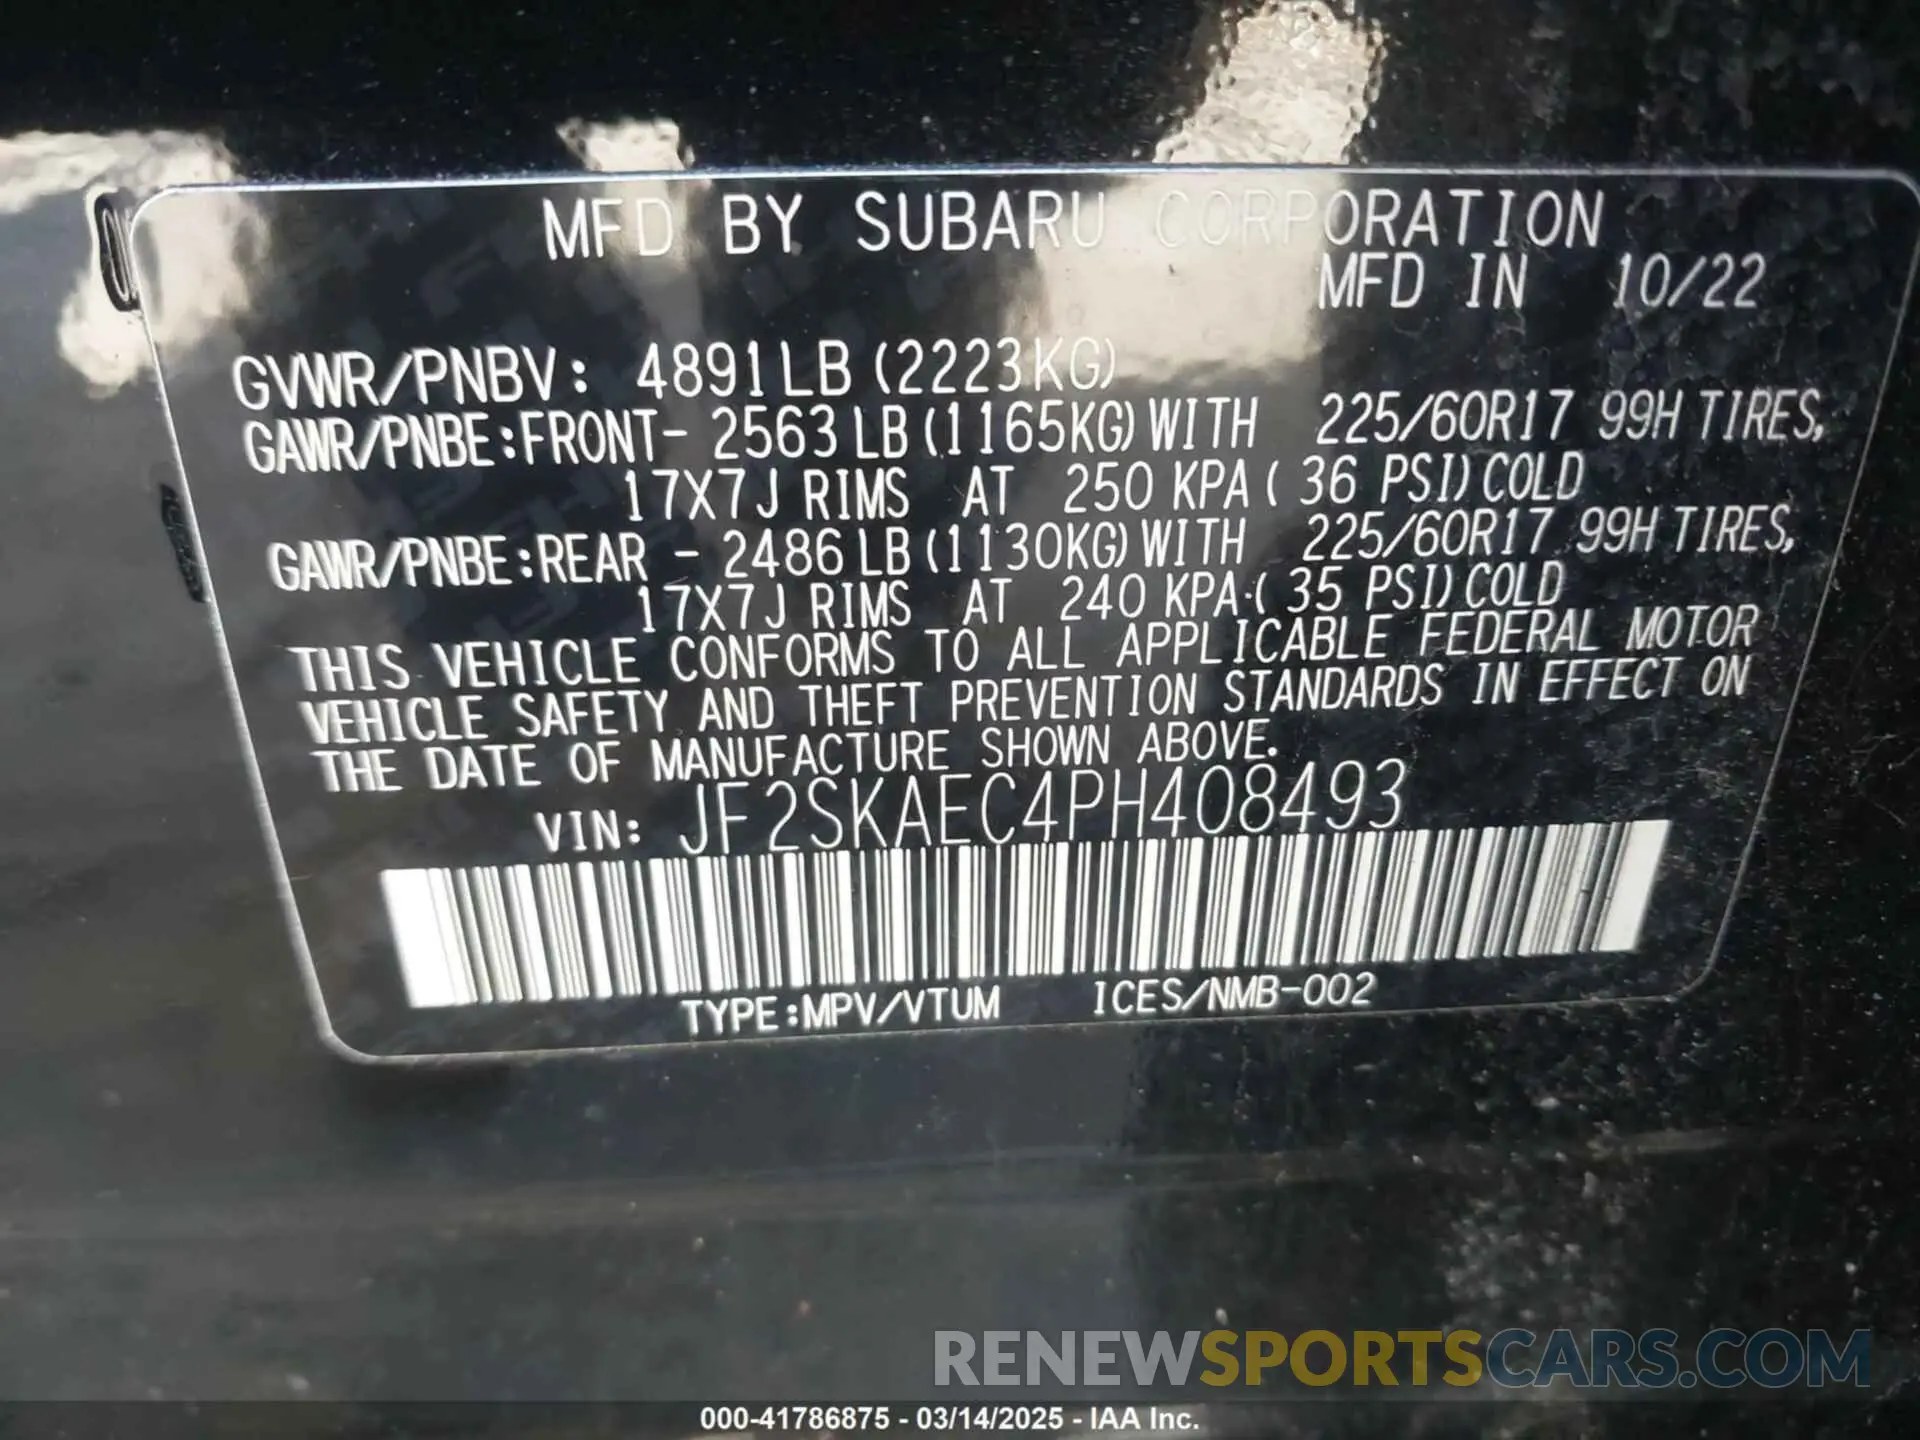 MFD BY SUBARU CORPORATION
MFD IN 10/22
GVWR/PNBV: 4891LB (2223KG)
GAWR/PNBE:FRONT- 2563 LB (1165KG) WITH 225/60R17 99H TIRES,
17X7J RIMS AT 250 KPA ( 36 PSI) COLD
GAWR/PNBE:REAR - 2486 LB (1130KG) WITH 225/60R17 99H TIRES,
17X7J RIMS AT 240 KPA ( 35 PSI) COLD
THIS VEHICLE CONFORMS TO ALL APPLICABLE FEDERAL MOTOR
VEHICLE SAFETY AND THEFT PREVENTION STANDARDS IN EFFECT ON
THE DATE OF MANUFACTURE SHOWN ABOVE.
VIN: JF2SKAEC4PH408493
TYPE:MPV/VTUM ICES/NMB-002
RENEWSPORTSCARS.COM
000-41786875 - 03/14/2025 - IAA Inc.